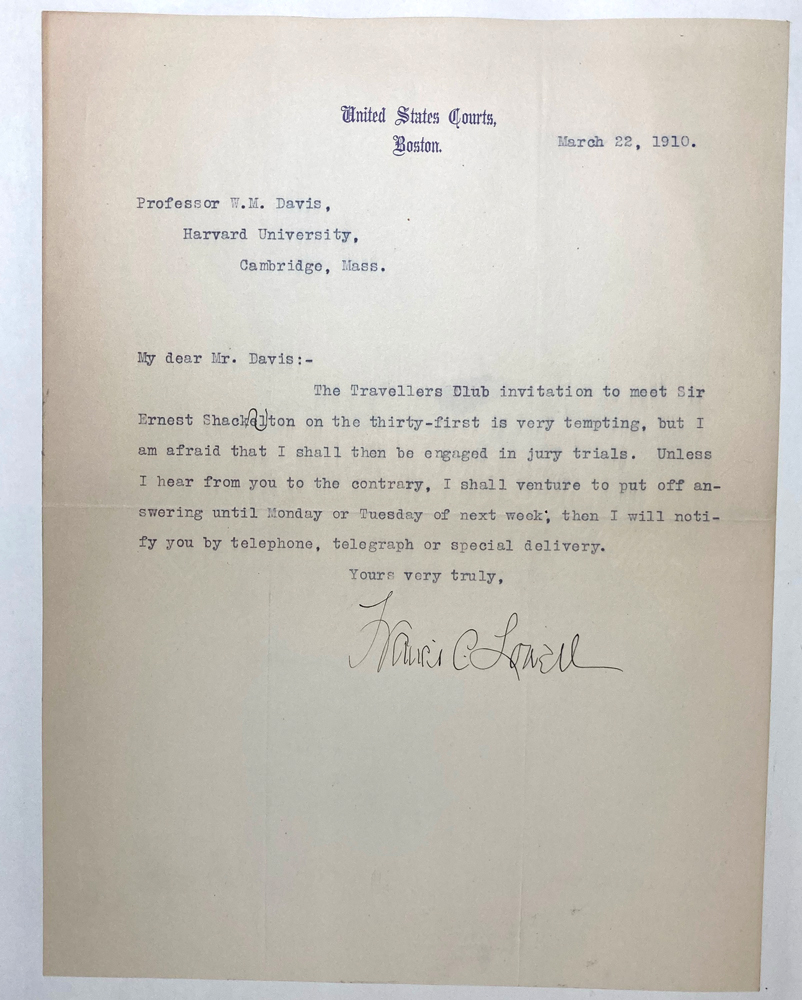 United States Courts,
Boston.
March 22, 1910.
Professor W.M. Davis,
Harvard University,
Cambridge, Mass.
My dear Mr. Davis:-
The Travellers Dlub invitation to meet Sir
Ernest Shackelton on the thirty-first is very tempting, but I
am afraid that I shall then be engaged in jury trials. Unless
I hear from you to the contrary, I shall venture to put off an-
swering until Monday or Tuesday of next week; then I will noti-
fy you by telephone, telegraph or special delivery.
Yours very truly,
Francis C. Lowell